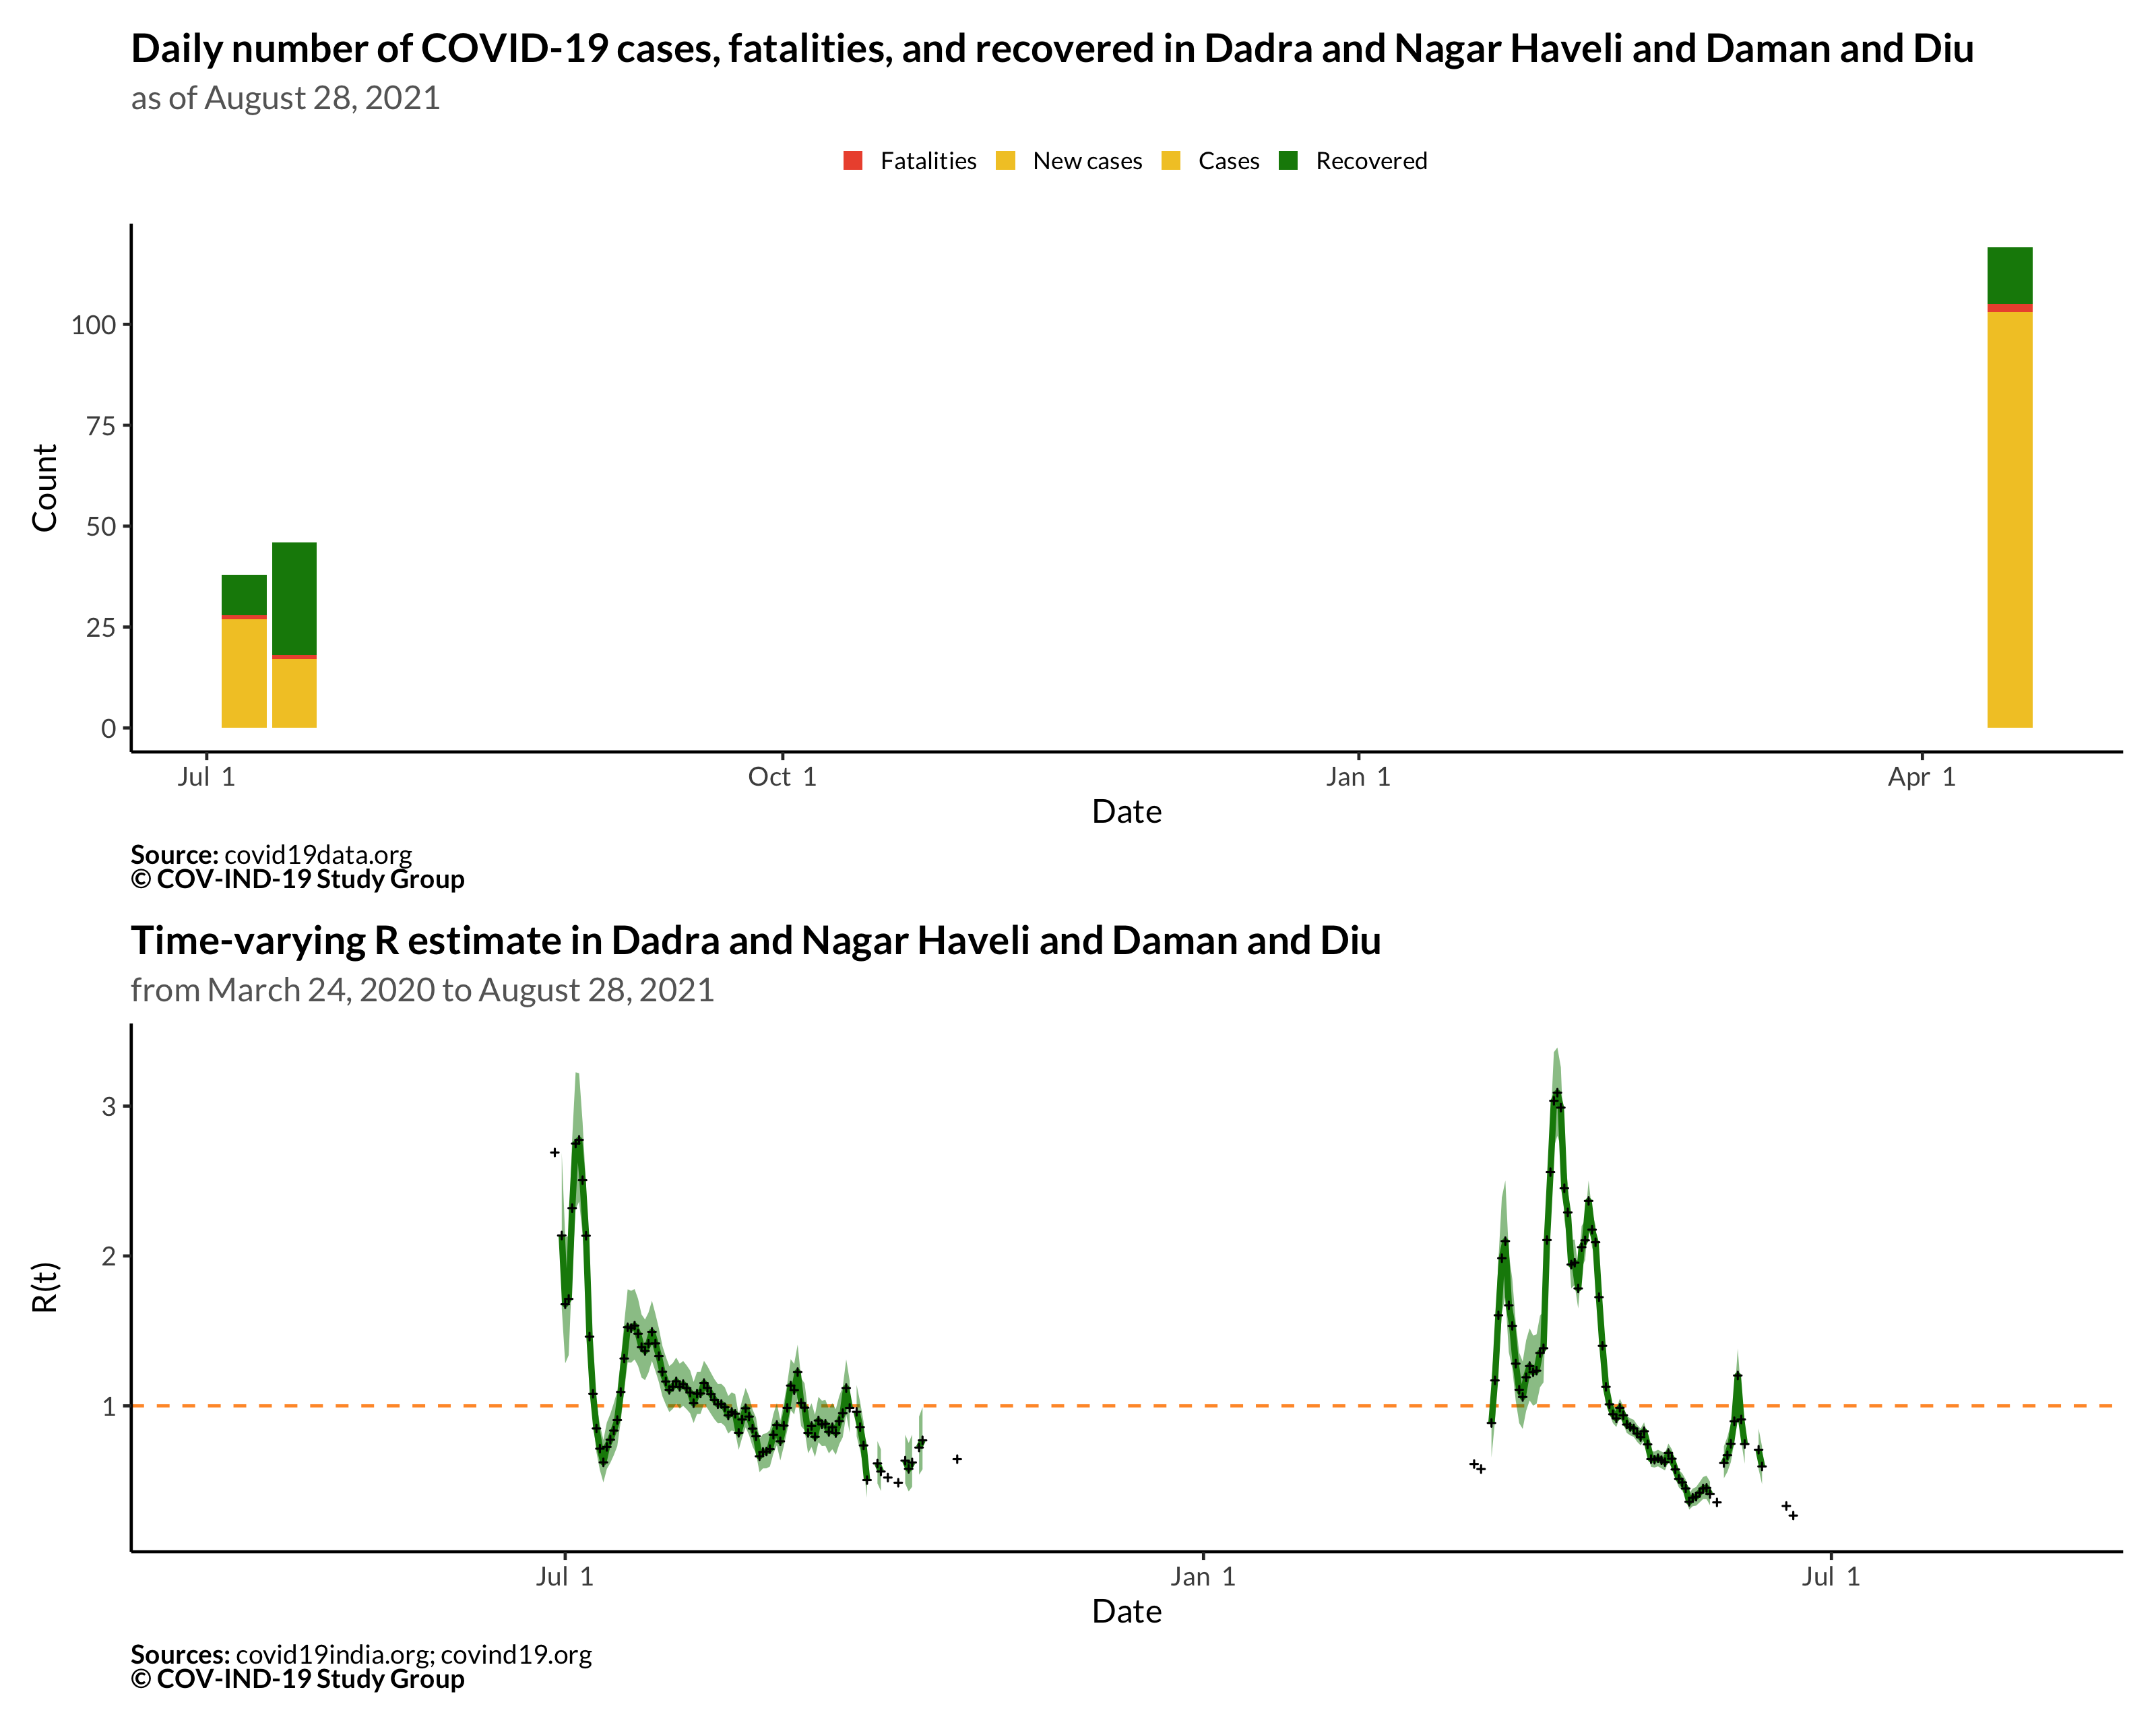 Daily number of COVID-19 cases, fatalities, and recovered in Dadra and Nagar Haveli and Daman and Diu
as of August 28, 2021
Fatalities New cases Cases Recovered
Count
100
75
50
25
0
Jul 1 Oct 1 Jan 1 Apr 1
Date
Source: covid19data.org
© COV-IND-19 Study Group
Time-varying R estimate in Dadra and Nagar Haveli and Daman and Diu
from March 24, 2020 to August 28, 2021
R(t)
3
2
1
Jul 1 Jan 1 Jul 1
Date
Sources: covid19india.org; covind19.org
© COV-IND-19 Study Group